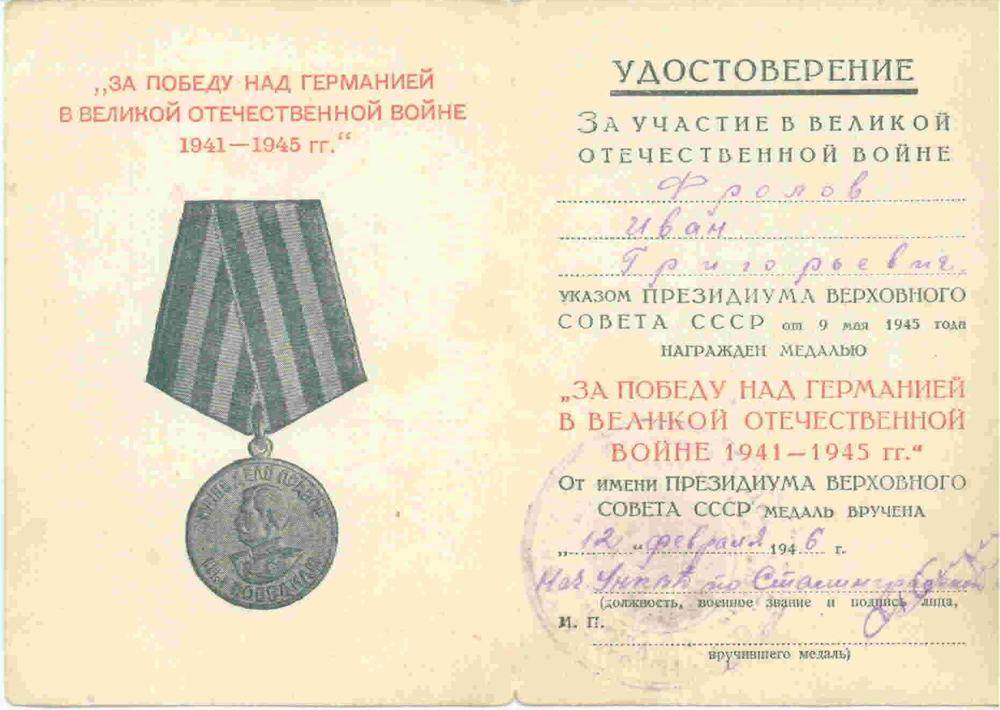 „ЗА ПОБЕДУ НАД ГЕРМАНИЕЙ
В ВЕЛИКОЙ ОТЕЧЕСТВЕННОЙ ВОЙНЕ
1941—1945 гг.“
НАШЕ ДЕЛО ПРАВОЕ
МЫ ПОБЕДИЛИ
УДОСТОВЕРЕНИЕ
ЗА УЧАСТИЕ В ВЕЛИКОЙ
ОТЕЧЕСТВЕННОЙ ВОЙНЕ
Фролов
Иван
Григорьевич
УКАЗОМ ПРЕЗИДИУМА ВЕРХОВНОГО
СОВЕТА СССР от 9 мая 1945 года
НАГРАЖДЕН МЕДАЛЬЮ
„ЗА ПОБЕДУ НАД ГЕРМАНИЕЙ
В ВЕЛИКОЙ ОТЕЧЕСТВЕННОЙ
ВОЙНЕ 1941—1945 гг.“
ОТ ИМЕНИ ПРЕЗИДИУМА ВЕРХОВНОГО
СОВЕТА СССР МЕДАЛЬ ВРУЧЕНА
„12“ февраля 1946 г.
Нач. по
(должность, военное звание и подпись лица,
М. П.
вручившего медаль)